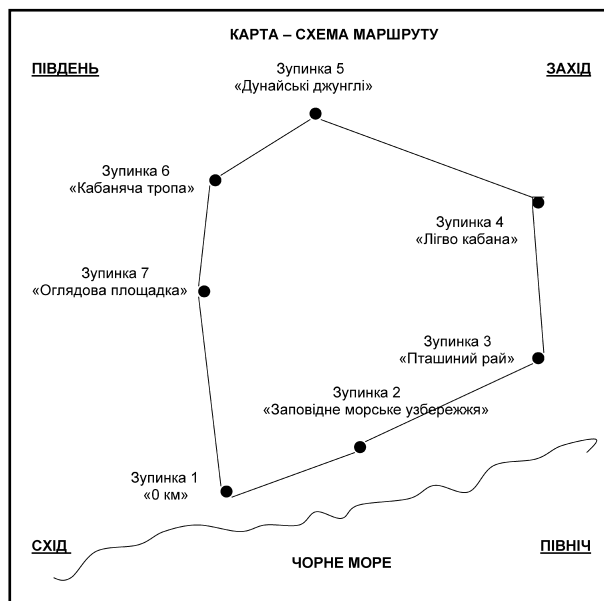 КАРТА – СХЕМА МАРШРУТУ
ПІВДЕНЬ
ЗАХІД
Зупинка 5
«Дунайські джунглі»
Зупинка 6
«Кабаняча тропа»
Зупинка 4
«Лігво кабана»
Зупинка 7
«Оглядова площадка»
Зупинка 3
«Пташиний рай»
Зупинка 2
«Заповідне морське узбережжя»
Зупинка 1
«0 км»
СХІД
ЧОРНЕ МОРЕ
ПІВНІЧ